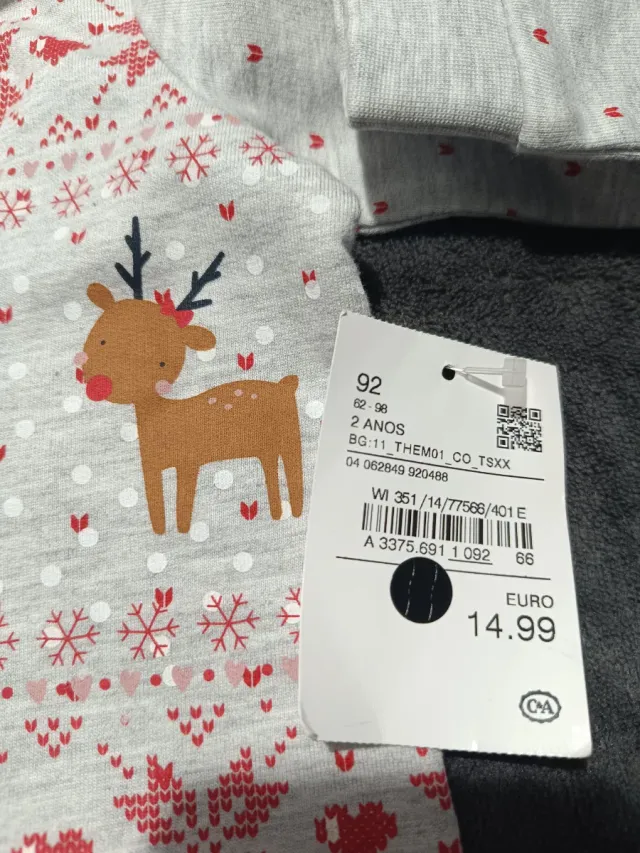 92
62-98
2 ANOS
BG:11_THEM01_CO_TSXX
04 062849 920488
WI 351/14/77566/401 E
A 3375.691 1 092 66
EURO
14.99
C&A